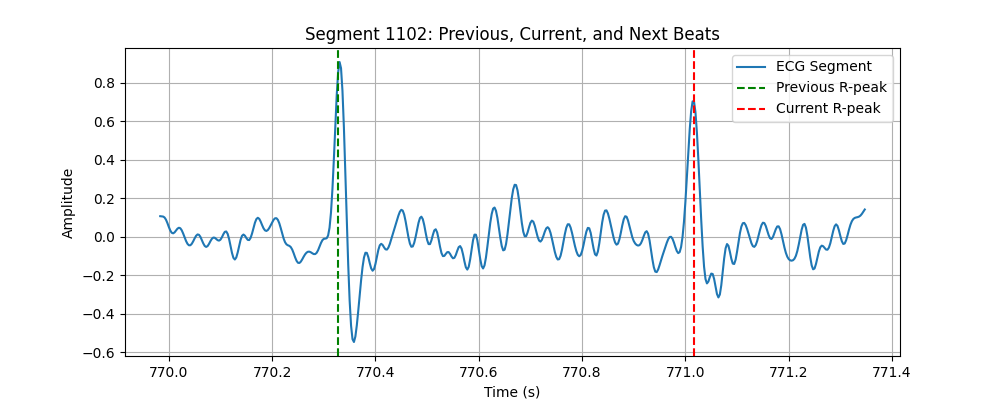 Segment 1102: Previous, Current, and Next Beats
ECG Segment
Previous R-peak
Current R-peak
Amplitude
0.8
0.6
0.4
0.2
0.0
−0.2
−0.4
−0.6
770.0 770.2 770.4 770.6 770.8 771.0 771.2 771.4
Time (s)